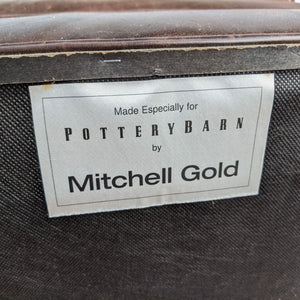 Made Especially for
POTTERYBARN
by
Mitchell Gold